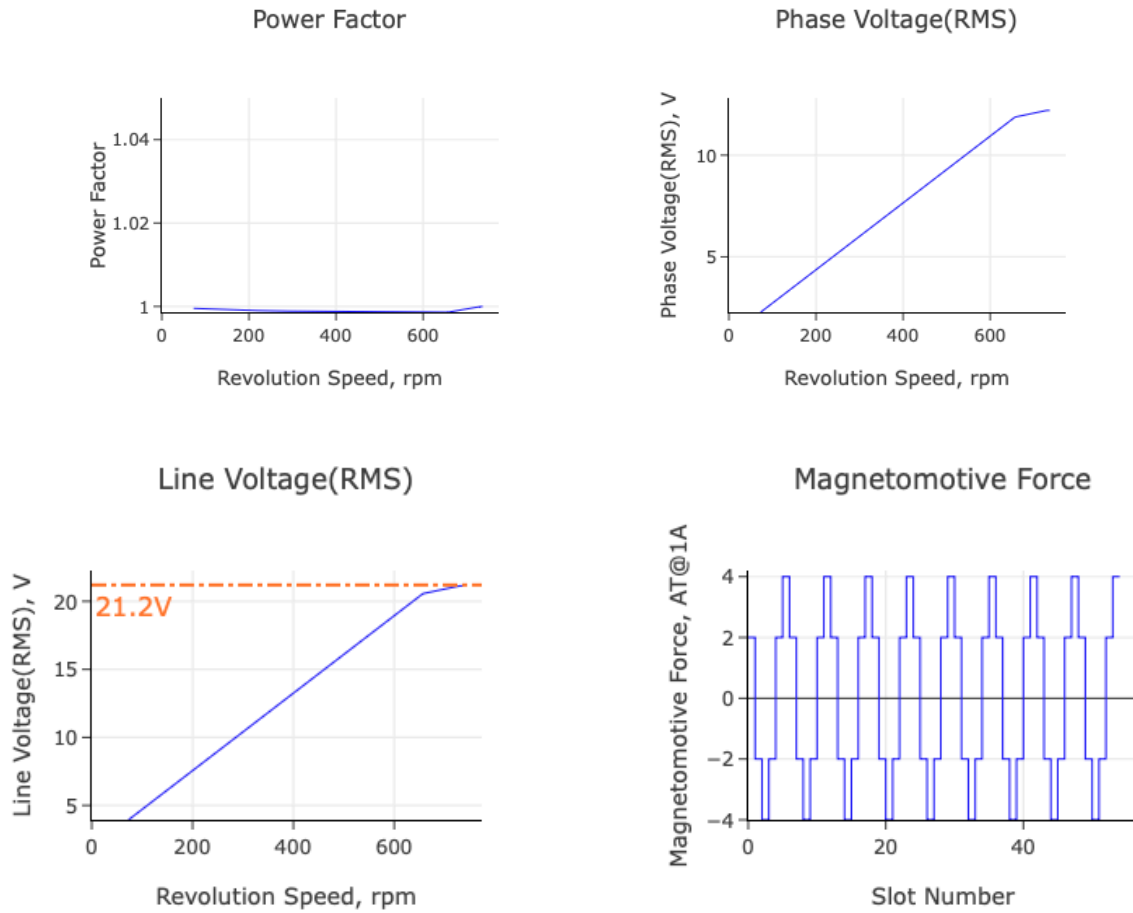 Power Factor
Power Factor
1.04
1.02
1
0
200
400
600
Revolution Speed, rpm
Phase Voltage(RMS)
Phase Voltage(RMS), V
10
5
0
200
400
600
Revolution Speed, rpm
Line Voltage(RMS)
Line Voltage(RMS), V
20
15
10
5
21.2V
0
200
400
600
Revolution Speed, rpm
Magnetomotive Force
Magnetomotive Force, AT@1A
4
2
0
−2
−4
0
20
40
Slot Number